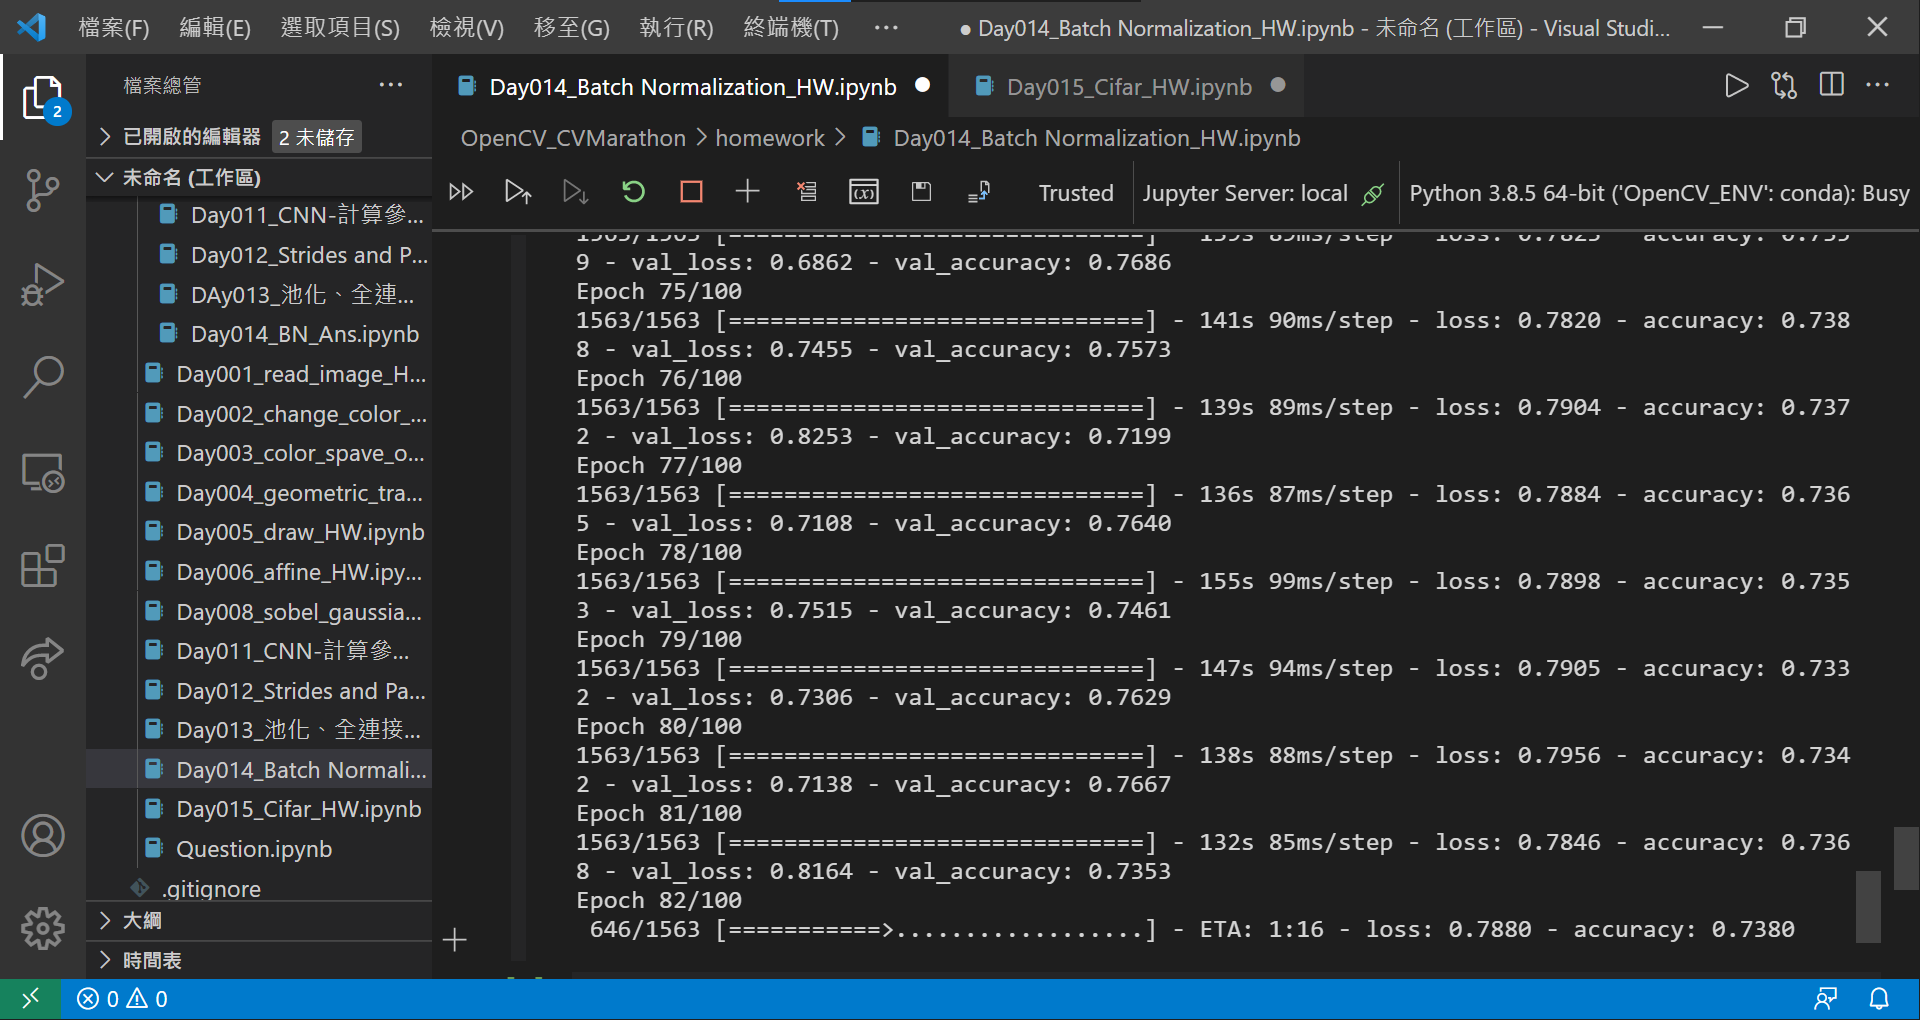 檔案(F) 編輯(E) 選取項目(S) 檢視(V) 移至(G) 執行(R) 終端機(T) ··· ● Day014_Batch Normalization_HW.ipynb - 未命名 (工作區) - Visual Studi...
檔案總管 ···
2
已開啟的編輯器 2 未儲存
未命名 (工作區)
Day011_CNN-計算參...
Day012_Strides and P...
DAy013_池化、全連...
Day014_BN_Ans.ipynb
Day001_read_image_H...
Day002_change_color_...
Day003_color_spave_o...
Day004_geometric_tra...
Day005_draw_HW.ipynb
Day006_affine_HW.ipy...
Day008_sobel_gaussia...
Day011_CNN-計算參...
Day012_Strides and Pa...
Day013_池化、全連接...
Day014_Batch Normali...
Day015_Cifar_HW.ipynb
Question.ipynb
.gitignore
大綱
時間表
Day014_Batch Normalization_HW.ipynb ● Day015_Cifar_HW.ipynb ●
OpenCV_CVMarathon > homework > Day014_Batch Normalization_HW.ipynb
Trusted Jupyter Server: local Python 3.8.5 64-bit ('OpenCV_ENV': conda): Busy
1563/1563 [==============================] - 139s 89ms/step - loss: 0.7823 - accuracy: 0.735
9 - val_loss: 0.6862 - val_accuracy: 0.7686
Epoch 75/100
1563/1563 [==============================] - 141s 90ms/step - loss: 0.7820 - accuracy: 0.738
8 - val_loss: 0.7455 - val_accuracy: 0.7573
Epoch 76/100
1563/1563 [==============================] - 139s 89ms/step - loss: 0.7904 - accuracy: 0.737
2 - val_loss: 0.8253 - val_accuracy: 0.7199
Epoch 77/100
1563/1563 [==============================] - 136s 87ms/step - loss: 0.7884 - accuracy: 0.736
5 - val_loss: 0.7108 - val_accuracy: 0.7640
Epoch 78/100
1563/1563 [==============================] - 155s 99ms/step - loss: 0.7898 - accuracy: 0.735
3 - val_loss: 0.7515 - val_accuracy: 0.7461
Epoch 79/100
1563/1563 [==============================] - 147s 94ms/step - loss: 0.7905 - accuracy: 0.733
2 - val_loss: 0.7306 - val_accuracy: 0.7629
Epoch 80/100
1563/1563 [==============================] - 138s 88ms/step - loss: 0.7956 - accuracy: 0.734
2 - val_loss: 0.7138 - val_accuracy: 0.7667
Epoch 81/100
1563/1563 [==============================] - 132s 85ms/step - loss: 0.7846 - accuracy: 0.736
8 - val_loss: 0.8164 - val_accuracy: 0.7353
Epoch 82/100
646/1563 [===========>..................] - ETA: 1:16 - loss: 0.7880 - accuracy: 0.7380
0 0